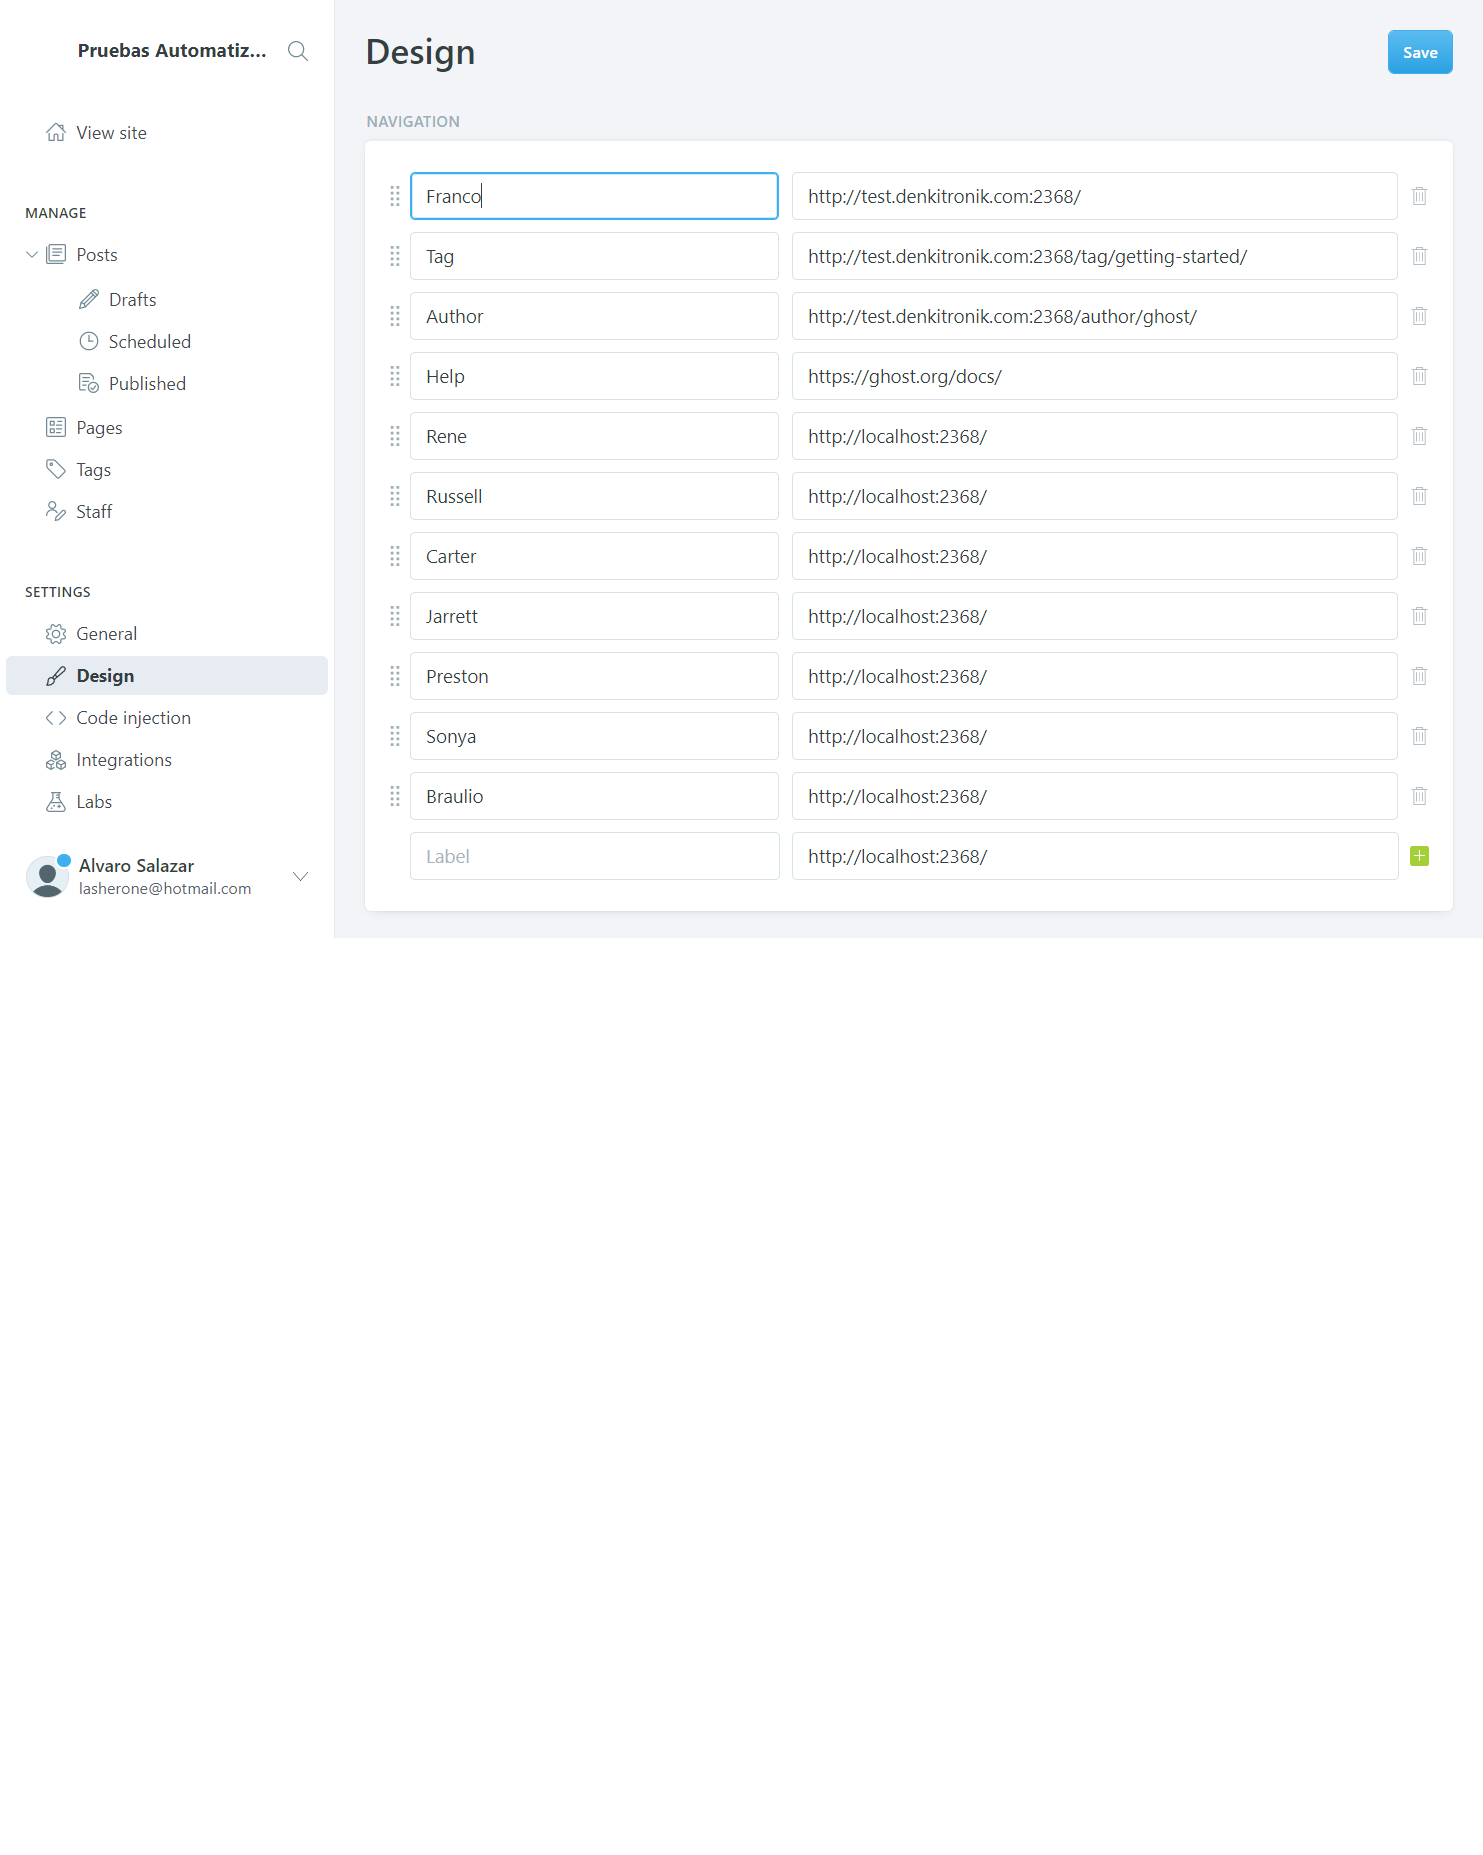 Pruebas Automatiz...
View site
MANAGE
Posts
Drafts
Scheduled
Published
Pages
Tags
Staff
SETTINGS
General
Design
Code injection
Integrations
Labs
Alvaro Salazar
lasherone@hotmail.com
Design
Save
NAVIGATION
Franco http://test.denkitronik.com:2368/
Tag http://test.denkitronik.com:2368/tag/getting-started/
Author http://test.denkitronik.com:2368/author/ghost/
Help https://ghost.org/docs/
Rene http://localhost:2368/
Russell http://localhost:2368/
Carter http://localhost:2368/
Jarrett http://localhost:2368/
Preston http://localhost:2368/
Sonya http://localhost:2368/
Braulio http://localhost:2368/
Label http://localhost:2368/